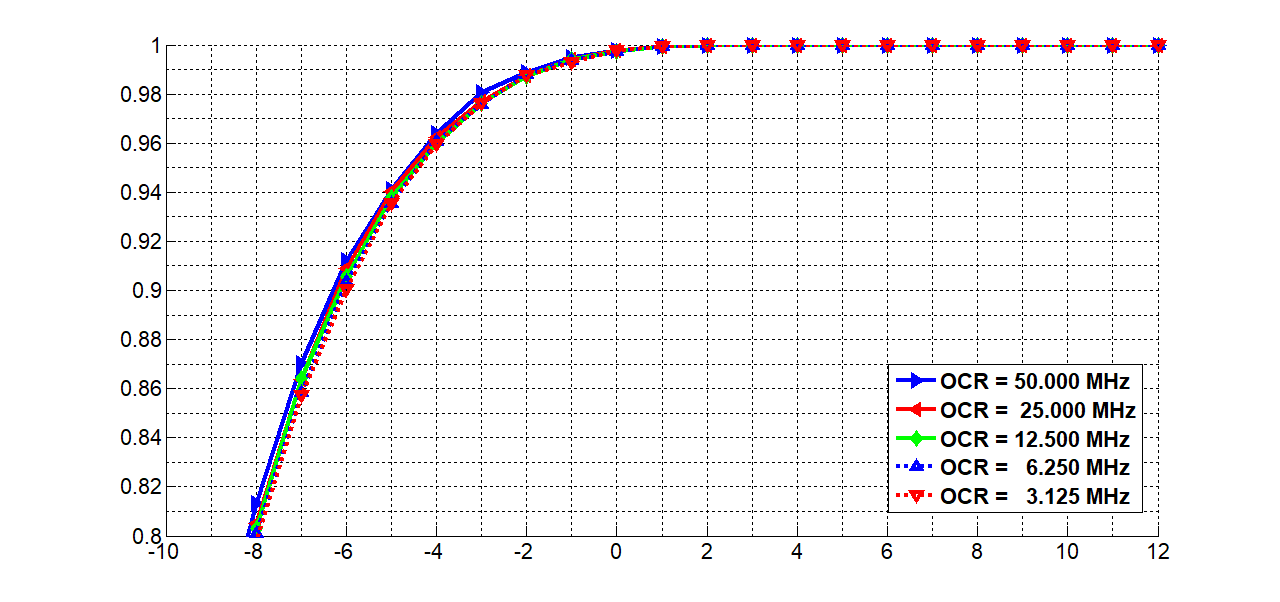 1
0.98
0.96
0.94
0.92
0.9
0.88
0.86
0.84
0.82
0.8
-10 -8 -6 -4 -2 0 2 4 6 8 10 12
OCR = 50.000 MHz
OCR = 25.000 MHz
OCR = 12.500 MHz
OCR = 6.250 MHz
OCR = 3.125 MHz